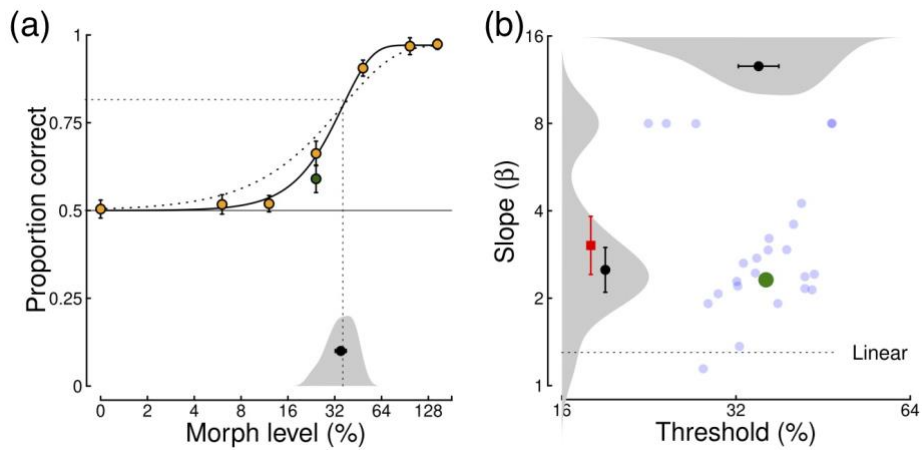 (a)
1
0.75
0.5
0.25
0
Proportion correct
0 2 4 8 16 32 64 128
Morph level (%)
(b)
16
8
4
2
1
Slope (β)
Linear
16 32 64
Threshold (%)